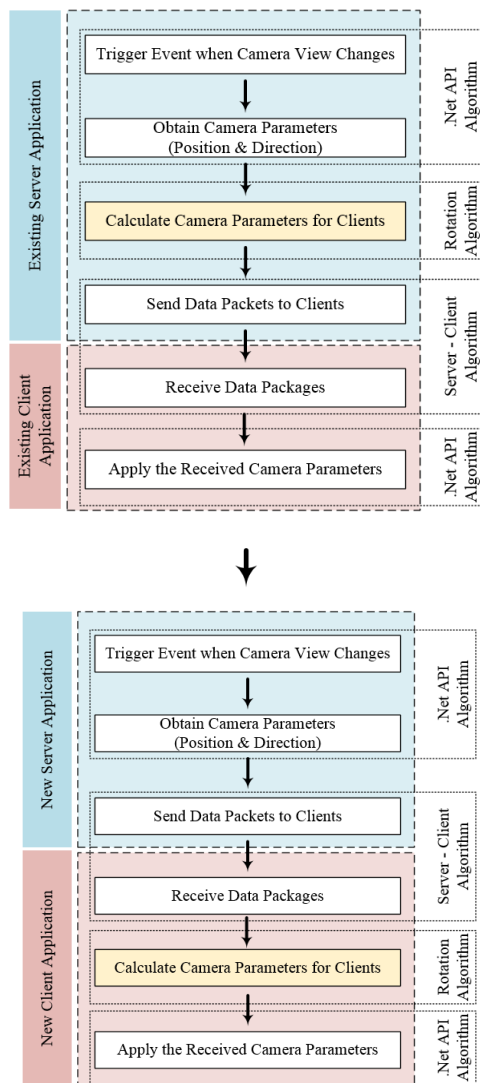 Existing Server Application
Trigger Event when Camera View Changes
Obtain Camera Parameters
(Position & Direction)
.Net API
Algorithm
Calculate Camera Parameters for Clients
Rotation
Algorithm
Send Data Packets to Clients
Server - Client
Algorithm
Existing Client
Application
Receive Data Packages
Apply the Received Camera Parameters
.Net API
Algorithm
New Server Application
Trigger Event when Camera View Changes
Obtain Camera Parameters
(Position & Direction)
.Net API
Algorithm
Send Data Packets to Clients
Server - Client
Algorithm
New Client Application
Receive Data Packages
Calculate Camera Parameters for Clients
Rotation
Algorithm
Apply the Received Camera Parameters
.Net API
Algorithm